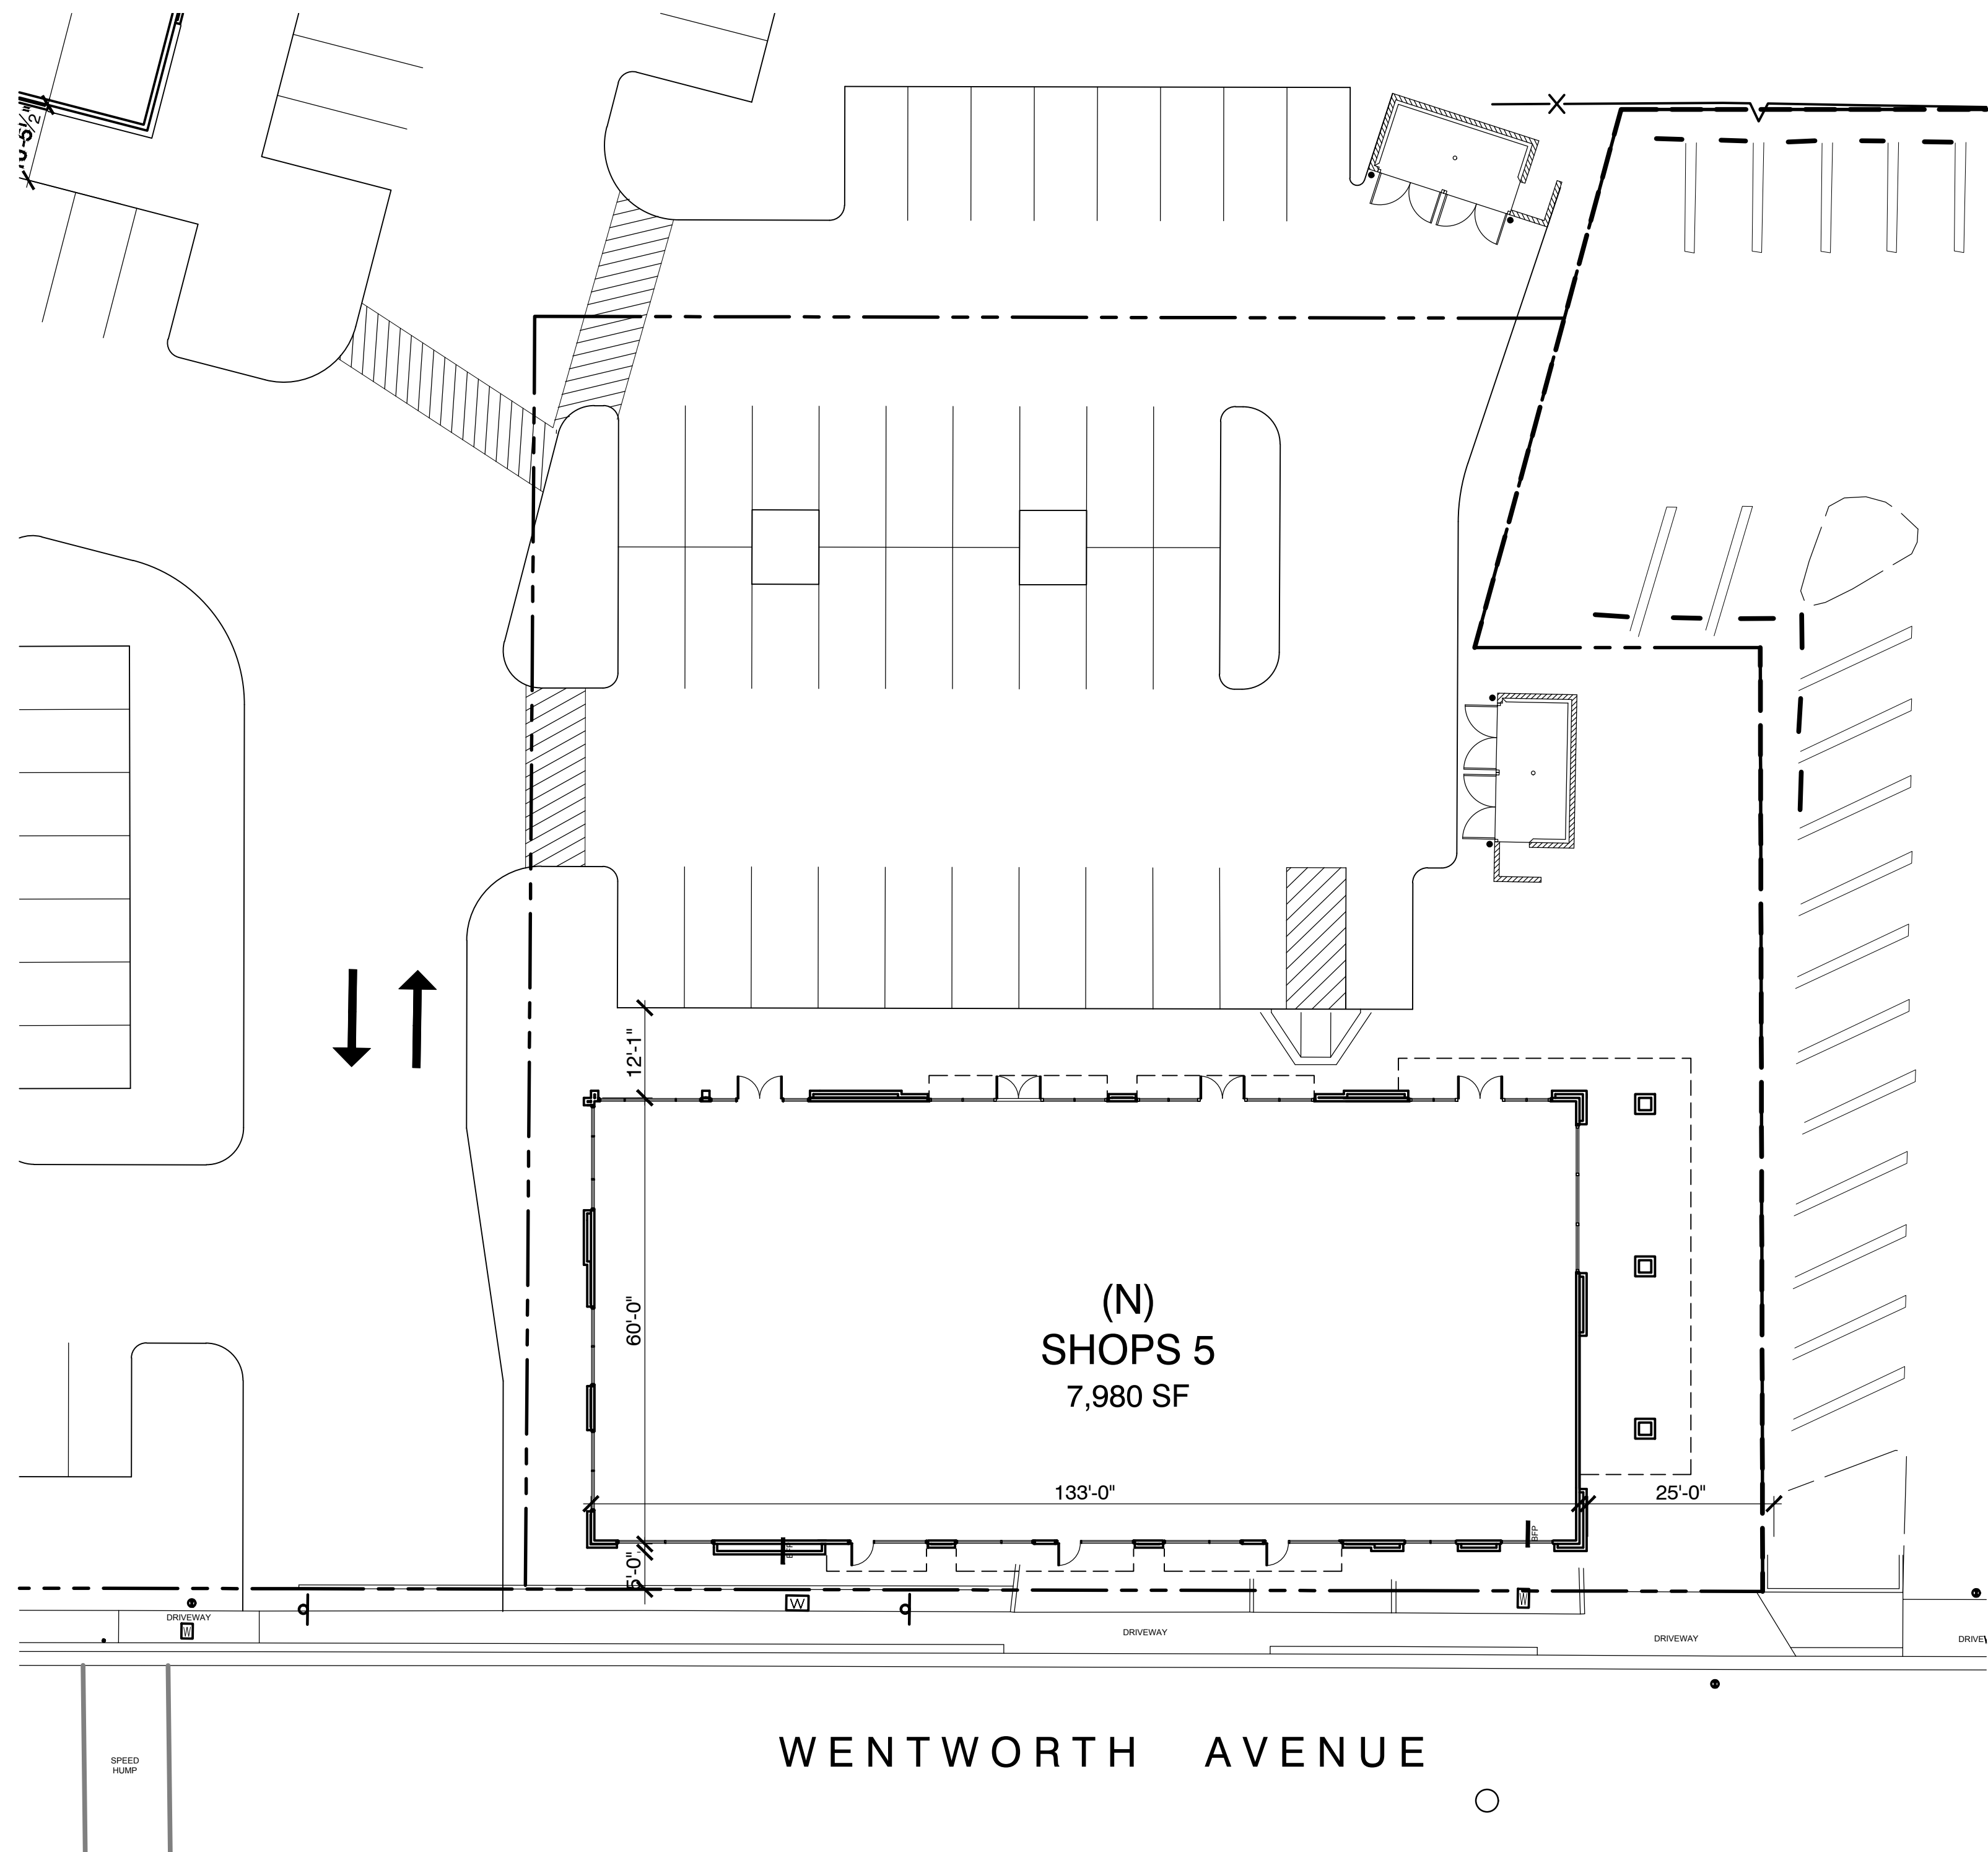 12'-1"
60'-0"
(N)
SHOPS 5
7,980 SF
133'-0"
25'-0"
BFP
5'-0"
W
W
DRIVEWAY
W
DRIVEWAY
DRIVEWAY
WENTWORTH AVENUE
SPEED
HUMP